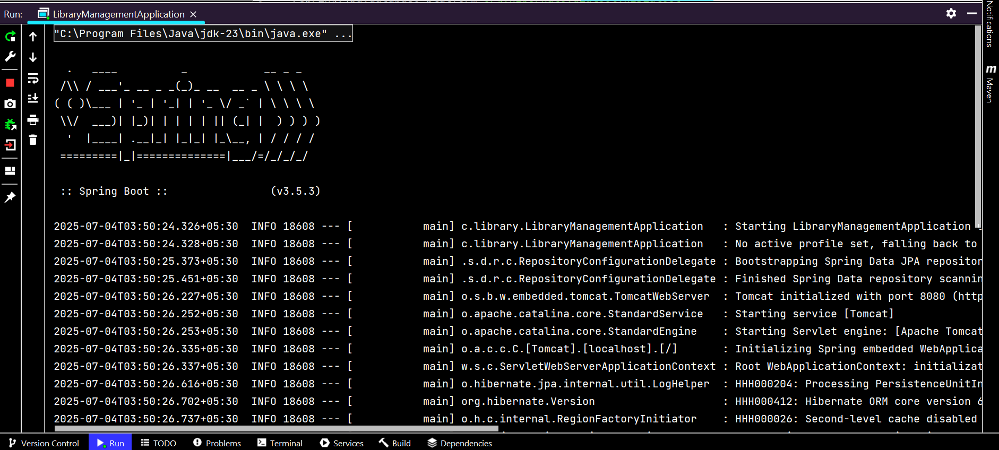 Run: LibraryManagementApplication
"C:\Program Files\Java\jdk-23\bin\java.exe" ...
  .   ____          _            __ _ _
 /\\ / ___'_ __ _ _(_)_ __  __ _ \ \ \ \
( ( )\___ | '_ | '_| | '_ \/ _` | \ \ \ \
 \\/  ___)| |_)| | | | | || (_| |  ) ) ) )
  '  |____| .__|_| |_|_| |_\__, | / / / /
 =========|_|==============|___/=/_/_/_/
 :: Spring Boot ::                (v3.5.3)
2025-07-04T03:50:24.326+05:30  INFO 18608 --- [           main] c.library.LibraryManagementApplication   : Starting LibraryManagementApplication
2025-07-04T03:50:24.328+05:30  INFO 18608 --- [           main] c.library.LibraryManagementApplication   : No active profile set, falling back to
2025-07-04T03:50:25.373+05:30  INFO 18608 --- [           main] .s.d.r.c.RepositoryConfigurationDelegate : Bootstrapping Spring Data JPA repositor
2025-07-04T03:50:25.451+05:30  INFO 18608 --- [           main] .s.d.r.c.RepositoryConfigurationDelegate : Finished Spring Data repository scannin
2025-07-04T03:50:26.227+05:30  INFO 18608 --- [           main] o.s.b.w.embedded.tomcat.TomcatWebServer  : Tomcat initialized with port 8080 (http
2025-07-04T03:50:26.252+05:30  INFO 18608 --- [           main] o.apache.catalina.core.StandardService   : Starting service [Tomcat]
2025-07-04T03:50:26.253+05:30  INFO 18608 --- [           main] o.apache.catalina.core.StandardEngine    : Starting Servlet engine: [Apache Tomcat
2025-07-04T03:50:26.335+05:30  INFO 18608 --- [           main] o.a.c.c.C.[Tomcat].[localhost].[/]       : Initializing Spring embedded WebApplica
2025-07-04T03:50:26.337+05:30  INFO 18608 --- [           main] w.s.c.ServletWebServerApplicationContext : Root WebApplicationContext: initializat
2025-07-04T03:50:26.616+05:30  INFO 18608 --- [           main] o.hibernate.jpa.internal.util.LogHelper  : HHH000204: Processing PersistenceUnitIn
2025-07-04T03:50:26.702+05:30  INFO 18608 --- [           main] org.hibernate.Version                    : HHH000412: Hibernate ORM core version 6
2025-07-04T03:50:26.737+05:30  INFO 18608 --- [           main] o.h.c.internal.RegionFactoryInitiator    : HHH000026: Second-level cache disabled
Notifications
m Maven
Version Control Run TODO Problems Terminal Services Build Dependencies